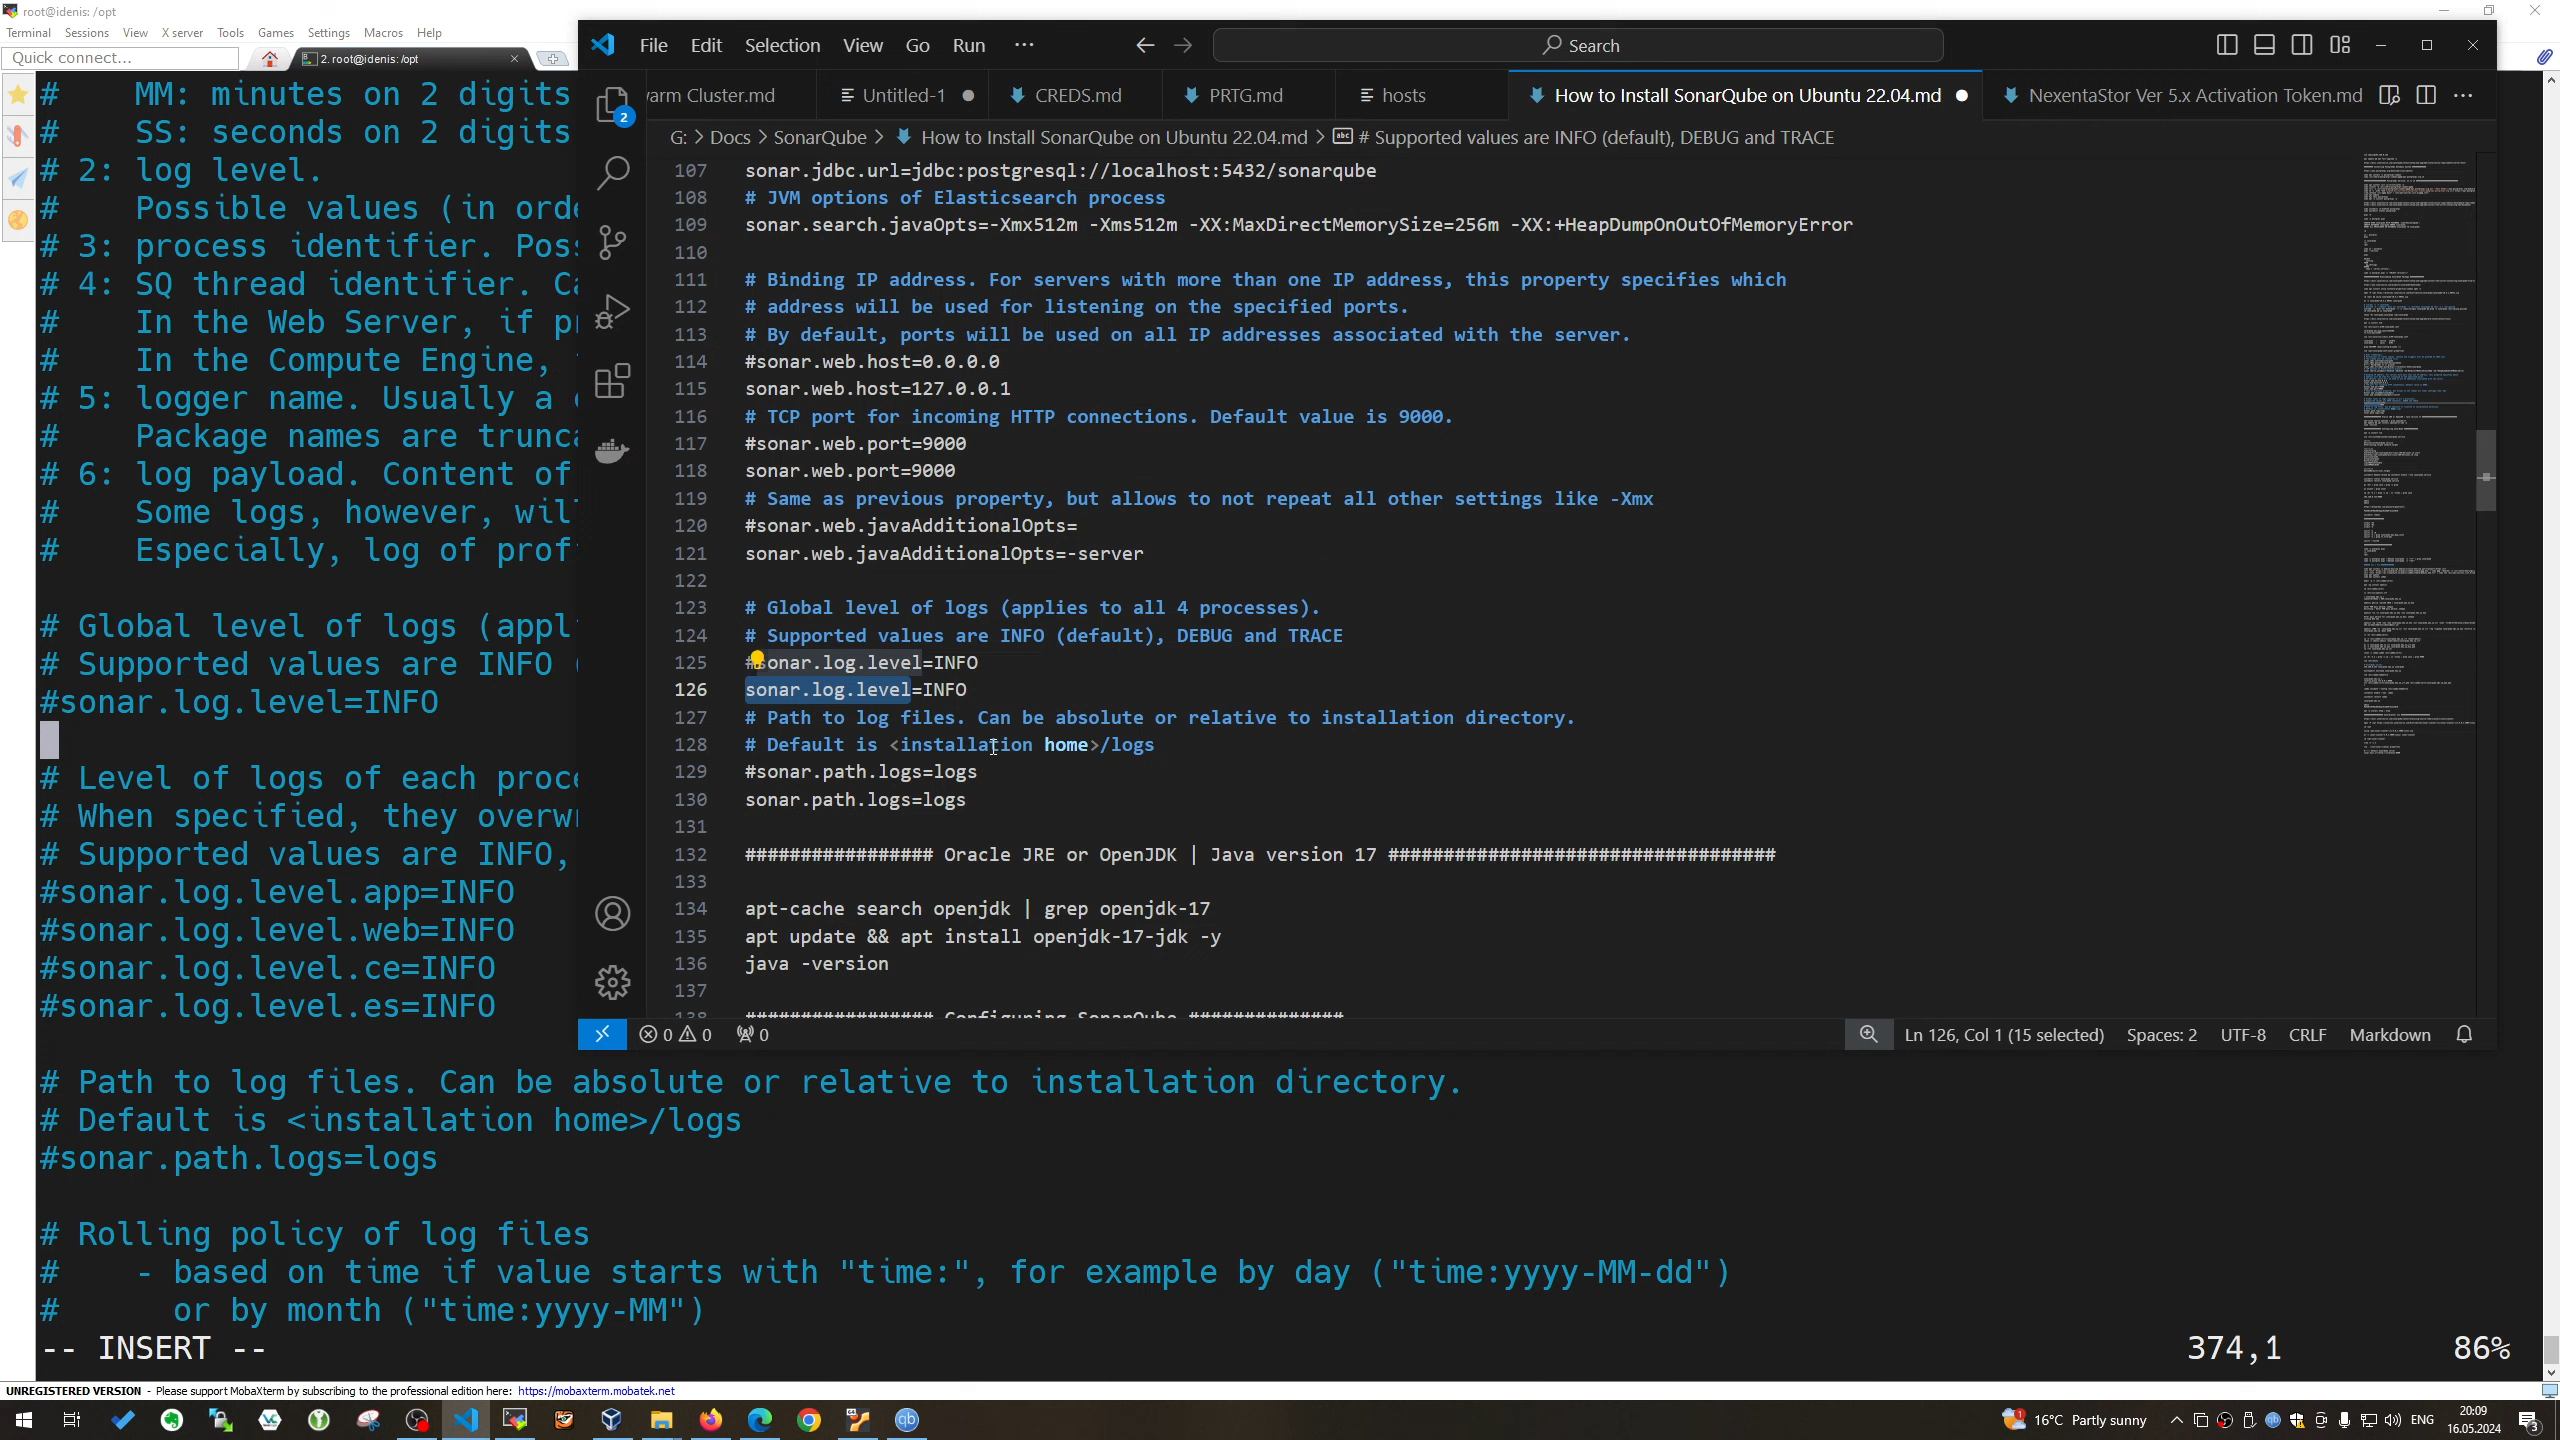 root@idenis: /opt
Terminal Sessions View X server Tools Games Settings Macros Help
Quick connect...
2. root@idenis: /opt
# MM: minutes on 2 digits
# SS: seconds on 2 digits
# 2: log level.
# Possible values (in orde
# 3: process identifier. Poss
# 4: SQ thread identifier. Ca
# In the Web Server, if p
# In the Compute Engine,
# 5: logger name. Usually a
# Package names are trunca
# 6: log payload. Content of
# Some logs, however, wil
# Especially, log of prof
# Global level of logs (appl
# Supported values are INFO
#sonar.log.level=INFO
# Level of logs of each proce
# When specified, they overw
# Supported values are INFO,
#sonar.log.level.app=INFO
#sonar.log.level.web=INFO
#sonar.log.level.ce=INFO
#sonar.log.level.es=INFO
# Path to log files. Can be absolute or relative to installation directory.
# Default is <installation home>/logs
#sonar.path.logs=logs
# Rolling policy of log files
# - based on time if value starts with "time:", for example by day ("time:yyyy-MM-dd")
# or by month ("time:yyyy-MM")
-- INSERT -- 374,1 86%
File Edit Selection View Go Run ··· Search
arm Cluster.md Untitled-1 CREDS.md PRTG.md hosts How to Install SonarQube on Ubuntu 22.04.md NexentaStor Ver 5.x Activation Token.md
G: > Docs > SonarQube > How to Install SonarQube on Ubuntu 22.04.md > abc # Supported values are INFO (default), DEBUG and TRACE
2
107 sonar.jdbc.url=jdbc:postgresql://localhost:5432/sonarqube
108 # JVM options of Elasticsearch process
109 sonar.search.javaOpts=-Xmx512m -Xms512m -XX:MaxDirectMemorySize=256m -XX:+HeapDumpOnOutOfMemoryError
110
111 # Binding IP address. For servers with more than one IP address, this property specifies which
112 # address will be used for listening on the specified ports.
113 # By default, ports will be used on all IP addresses associated with the server.
114 #sonar.web.host=0.0.0.0
115 sonar.web.host=127.0.0.1
116 # TCP port for incoming HTTP connections. Default value is 9000.
117 #sonar.web.port=9000
118 sonar.web.port=9000
119 # Same as previous property, but allows to not repeat all other settings like -Xmx
120 #sonar.web.javaAdditionalOpts=
121 sonar.web.javaAdditionalOpts=-server
122
123 # Global level of logs (applies to all 4 processes).
124 # Supported values are INFO (default), DEBUG and TRACE
125 #sonar.log.level=INFO
126 sonar.log.level=INFO
127 # Path to log files. Can be absolute or relative to installation directory.
128 # Default is <installation home>/logs
129 #sonar.path.logs=logs
130 sonar.path.logs=logs
131
132 ################# Oracle JRE or OpenJDK | Java version 17 ###################################
133
134 apt-cache search openjdk | grep openjdk-17
135 apt update && apt install openjdk-17-jdk -y
136 java -version
137
138 ################# Configuring SonarQube ##############
0 0 0 Ln 126, Col 1 (15 selected) Spaces: 2 UTF-8 CRLF Markdown
UNREGISTERED VERSION - Please support MobaXterm by subscribing to the professional edition here: https://mobaxterm.mobatek.net
16°C Partly sunny ENG 20:09
16.05.2024
3